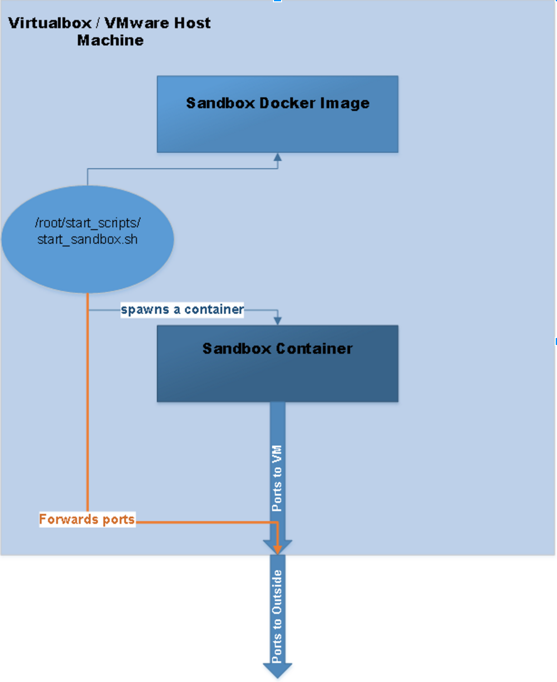 Virtualbox / VMware Host
Machine
Sandbox Docker Image
/root/start_scripts/
start_sandbox.sh
spawns a container
Sandbox Container
Ports to VM
Forwards ports
Ports to Outside